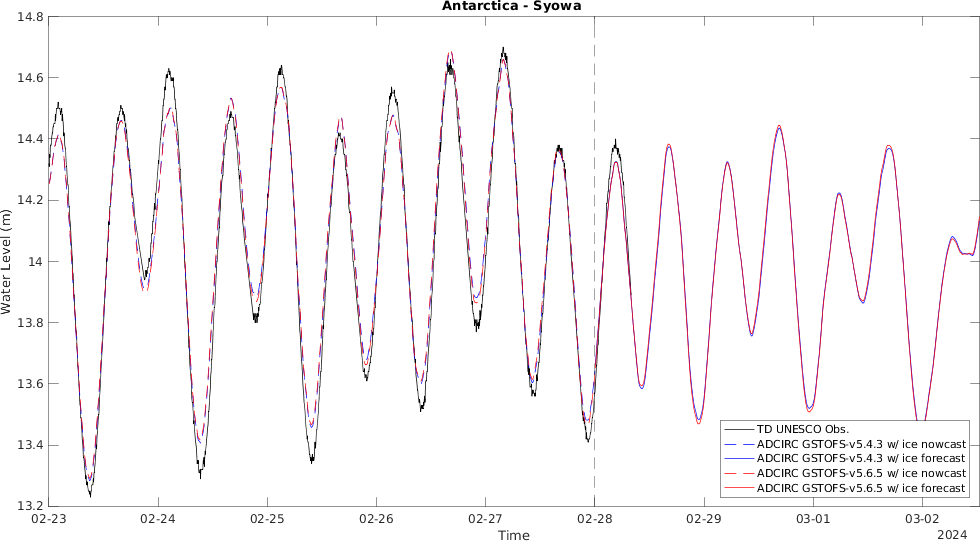 Antarctica - Syowa
14.8
14.6
14.4
14.2
14
13.8
13.6
13.4
13.2
Water Level (m)
02-23 02-24 02-25 02-26 02-27 02-28 02-29 03-01 03-02
Time
2024
TD UNESCO Obs.
ADCIRC GSTOFS-v5.4.3 w/ ice nowcast
ADCIRC GSTOFS-v5.4.3 w/ ice forecast
ADCIRC GSTOFS-v5.6.5 w/ ice nowcast
ADCIRC GSTOFS-v5.6.5 w/ ice forecast